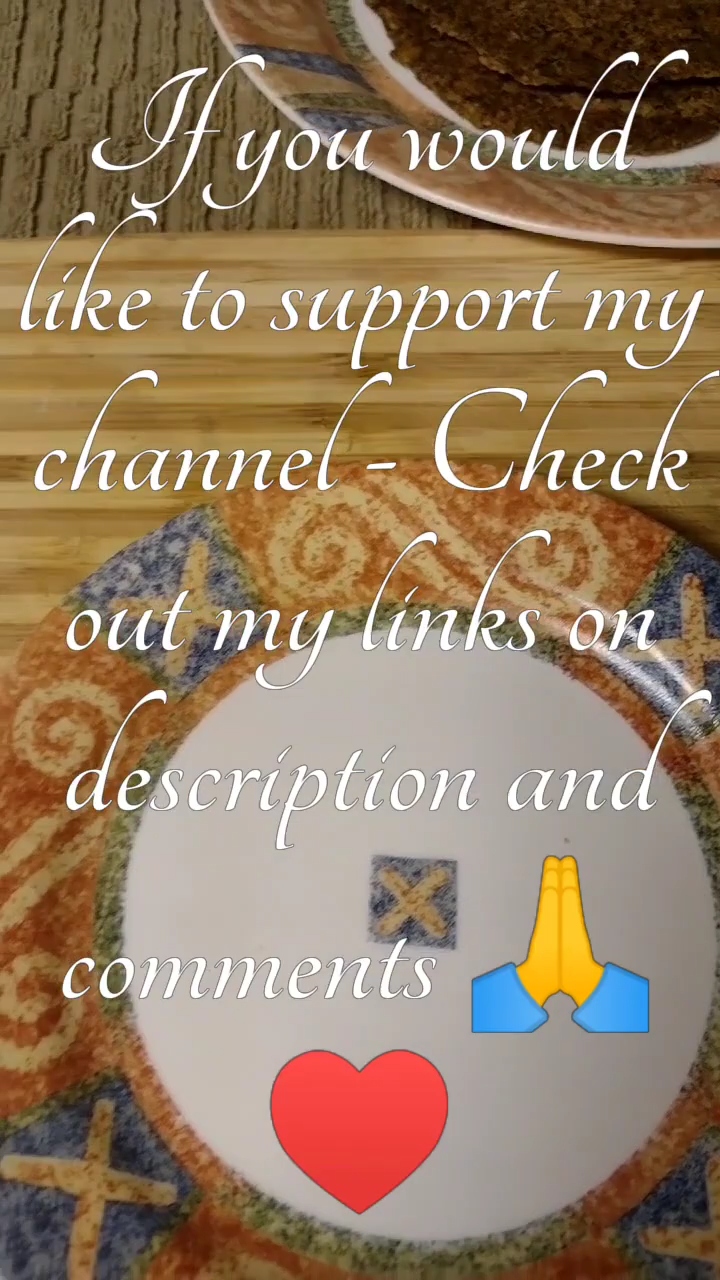 If you would
like to support my
channel - Check
out my links on
description and
comments 🙏
♥️